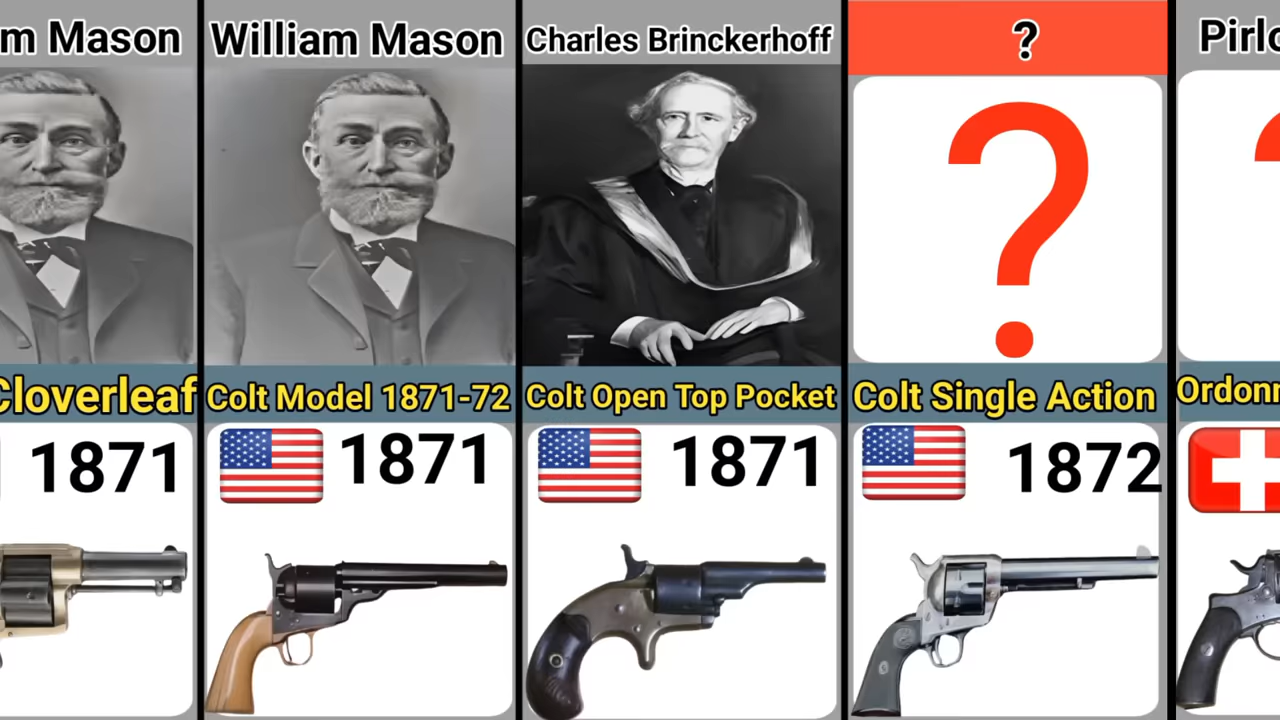 m Mason
William Mason
Charles Brinckerhoff
?
Pirlo
?
Cloverleaf
Colt Model 1871-72
Colt Open Top Pocket
Colt Single Action
Ordonn
1871
1871
1871
1872